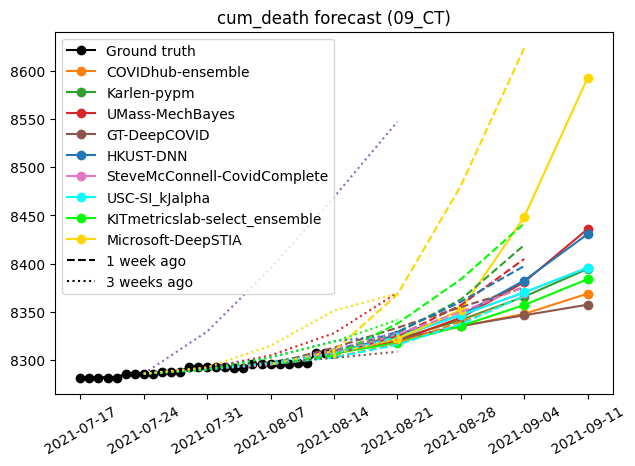 cum_death forecast (09_CT)
8600
8550
8500
8450
8400
8350
8300
Ground truth
COVIDhub-ensemble
Karlen-pypm
UMass-MechBayes
GT-DeepCOVID
HKUST-DNN
SteveMcConnell-CovidComplete
USC-SI_kJalpha
KITmetricslab-select_ensemble
Microsoft-DeepSTIA
1 week ago
3 weeks ago
2021-07-17
2021-07-24
2021-07-31
2021-08-07
2021-08-14
2021-08-21
2021-08-28
2021-09-04
2021-09-11